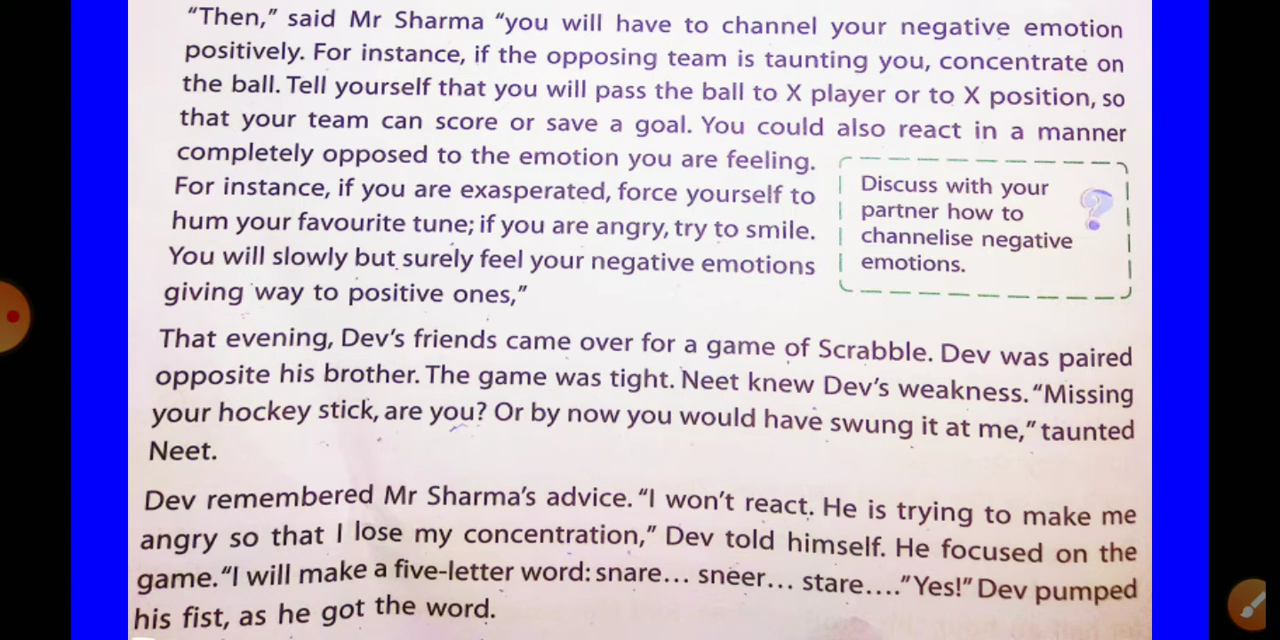 “Then,” said Mr Sharma “you will have to channel your negative emotion
positively. For instance, if the opposing team is taunting you, concentrate on
the ball. Tell yourself that you will pass the ball to X player or to X position, so
that your team can score or save a goal. You could also react in a manner
completely opposed to the emotion you are feeling.
For instance, if you are exasperated, force yourself to
hum your favourite tune; if you are angry, try to smile.
You will slowly but surely feel your negative emotions
giving way to positive ones,”
Discuss with your
partner how to
channelise negative
emotions.
?
That evening, Dev’s friends came over for a game of Scrabble. Dev was paired
opposite his brother. The game was tight. Neet knew Dev’s weakness. “Missing
your hockey stick, are you? Or by now you would have swung it at me,” taunted
Neet.
Dev remembered Mr Sharma’s advice. “I won’t react. He is trying to make me
angry so that I lose my concentration,” Dev told himself. He focused on the
game. “I will make a five-letter word: snare... sneer... stare....” Yes!” Dev pumped
his fist, as he got the word.